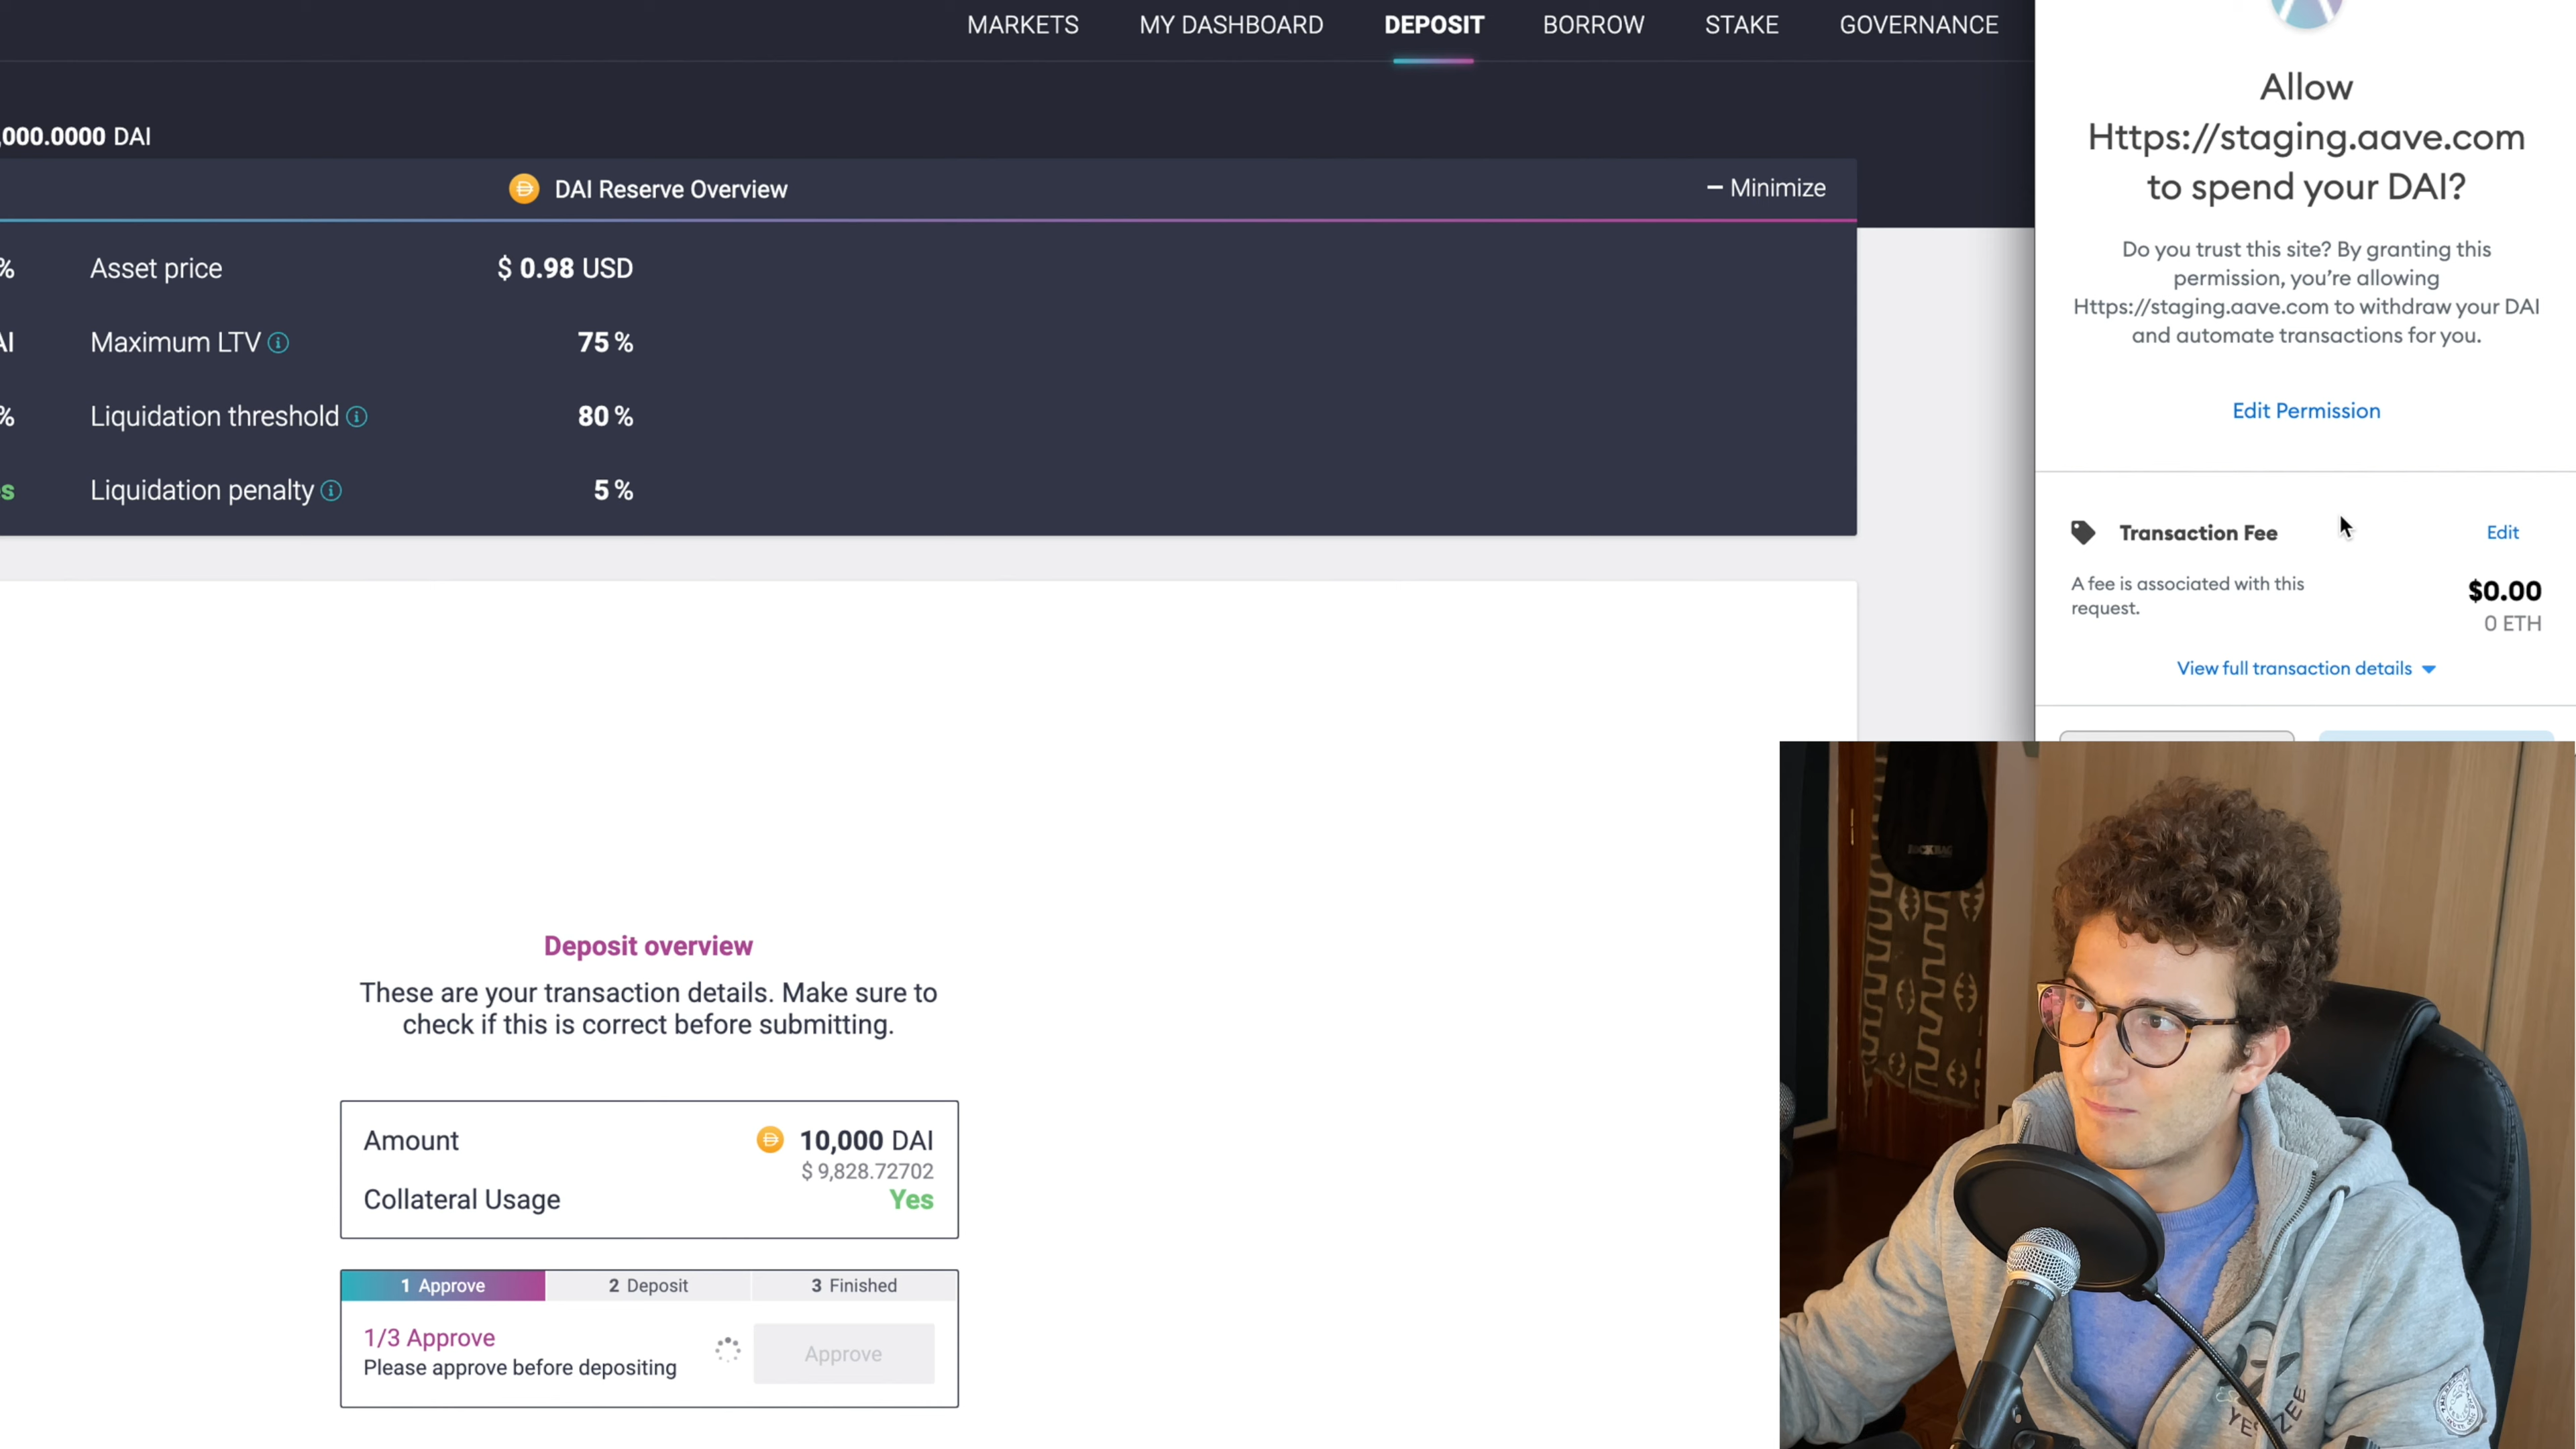 MARKETS MY DASHBOARD DEPOSIT BORROW STAKE GOVERNANCE
,000.0000 DAI
DAI Reserve Overview
– Minimize
% Asset price $ 0.98 USD
AI Maximum LTV 75 %
% Liquidation threshold 80 %
s Liquidation penalty 5 %
Deposit overview
These are your transaction details. Make sure to
check if this is correct before submitting.
Amount 10,000 DAI
$ 9,828.72702
Collateral Usage Yes
1 Approve 2 Deposit 3 Finished
1/3 Approve
Please approve before depositing
Approve
Allow
Https://staging.aave.com
to spend your DAI?
Do you trust this site? By granting this
permission, you’re allowing
Https://staging.aave.com to withdraw your DAI
and automate transactions for you.
Edit Permission
Transaction Fee Edit
A fee is associated with this
request.
$0.00
0 ETH
View full transaction details